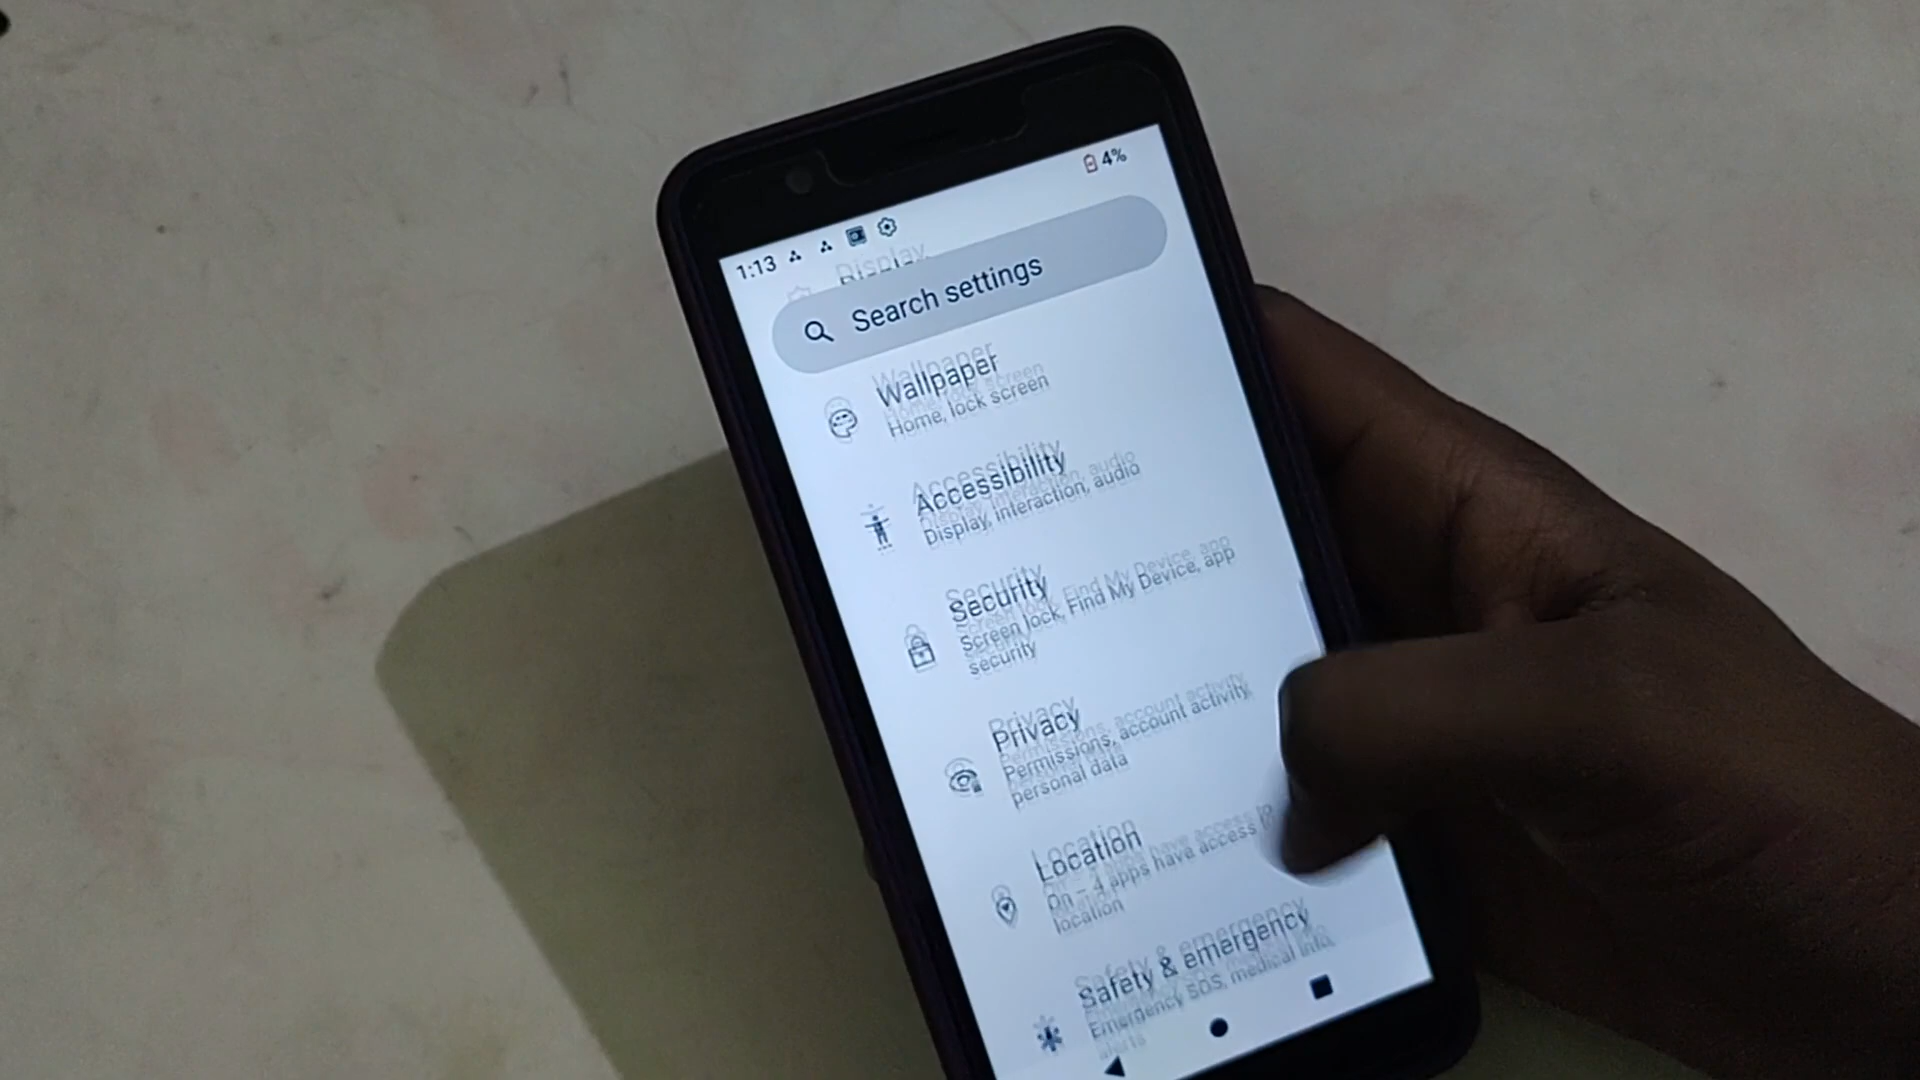 1:13
4%
Display
Search settings
Wallpaper
Home, lock screen
Accessibility
Display, interaction, audio
Security
Screen lock, Find My Device, app
security
Privacy
Permissions, account activity,
personal data
Location
On – 4 apps have access
location
Safety & emergency
Emergency SOS, medical info,
alerts